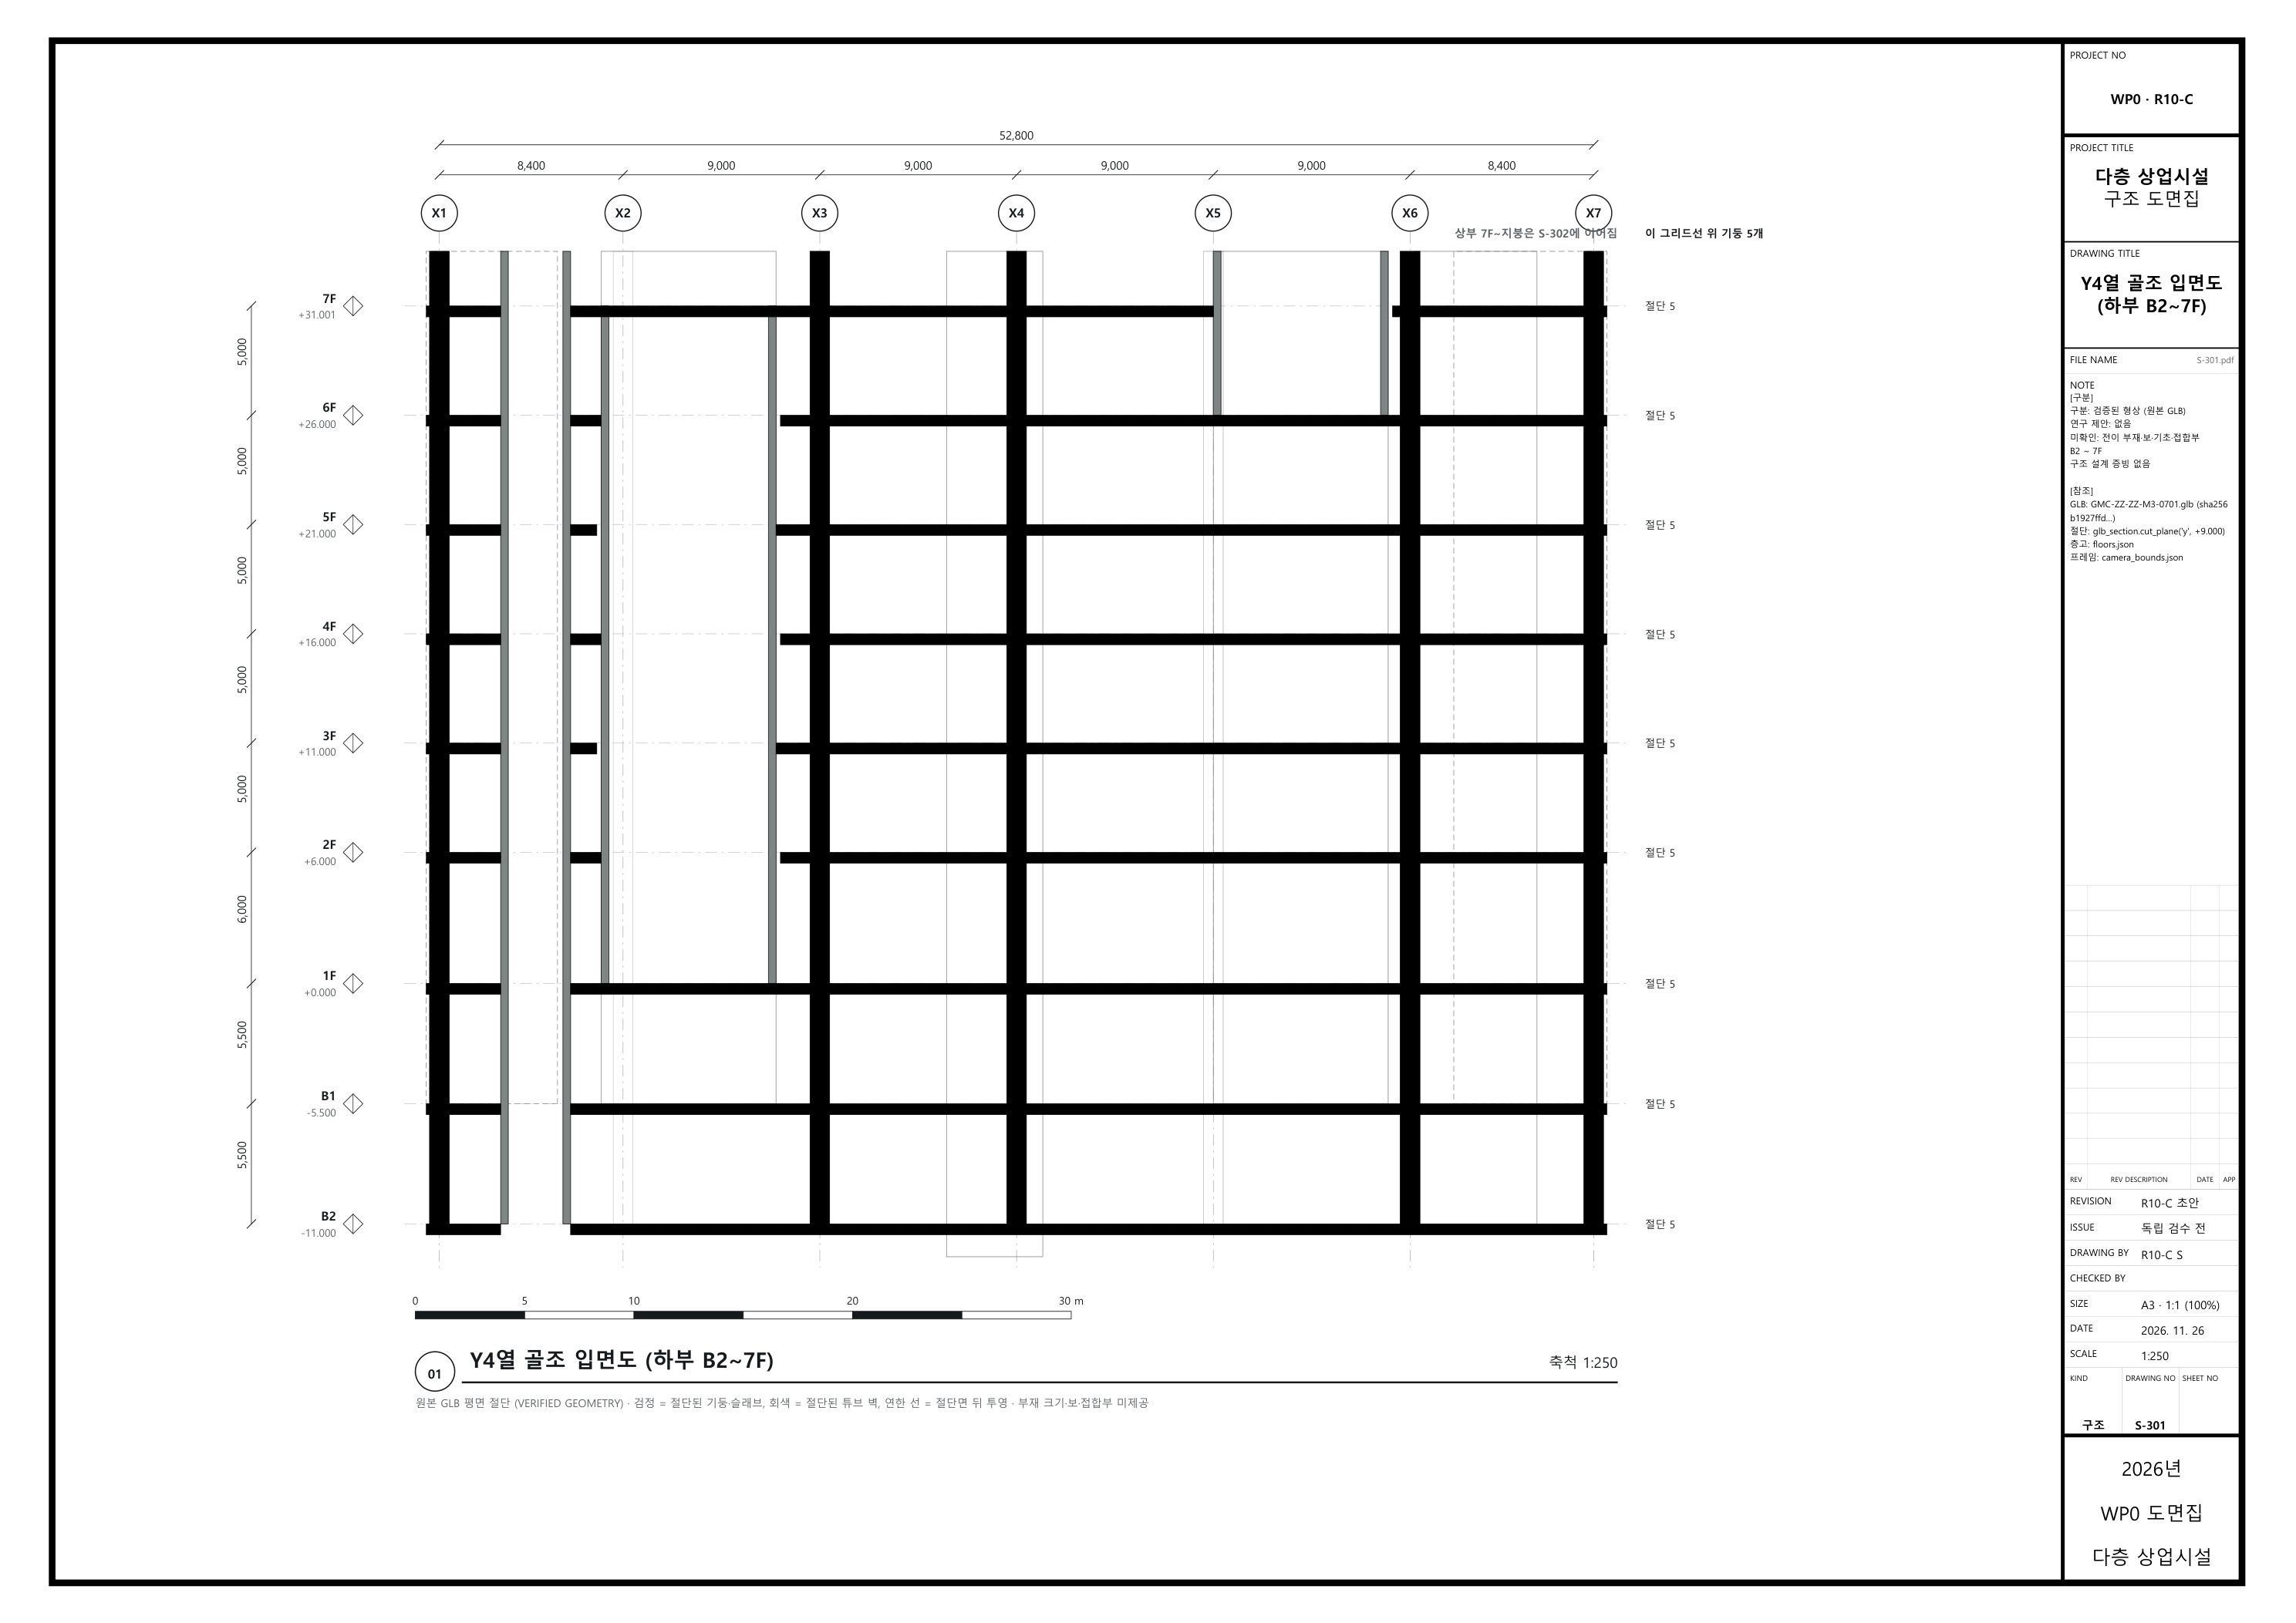 52,800
8,400
9,000
9,000
9,000
9,000
8,400
X1
X2
X3
X4
X5
X6
X7
상부 7F~지붕은 S-302에 이어짐
이 그리드선 위 기둥 5개
7F
+31.001
절단 5
5,000
6F
+26.000
절단 5
5,000
5F
+21.000
절단 5
5,000
4F
+16.000
절단 5
5,000
3F
+11.000
절단 5
5,000
2F
+6.000
절단 5
6,000
1F
+0.000
절단 5
5,500
B1
-5.500
절단 5
5,500
B2
-11.000
절단 5
0 5 10 20 30 m
01
Y4열 골조 입면도 (하부 B2~7F)
축척 1:250
원본 GLB 평면 절단 (VERIFIED GEOMETRY) · 검정 = 절단된 기둥·슬래브, 회색 = 절단된 튜브 벽, 연한 선 = 절단면 뒤 투영 · 부재 크기·보·접합부 미제공
PROJECT NO
WP0 · R10-C
PROJECT TITLE
다층 상업시설
구조 도면집
DRAWING TITLE
Y4열 골조 입면도
(하부 B2~7F)
FILE NAME S-301.pdf
NOTE
[구분]
구분: 검증된 형상 (원본 GLB)
연구 제안: 없음
미확인: 전이 부재·보·기초·접합부
B2 ~ 7F
구조 설계 증빙 없음
[참조]
GLB: GMC-ZZ-ZZ-M3-0701.glb (sha256
b1927ffd…)
절단: glb_section.cut_plane('y', +9.000)
층고: floors.json
프레임: camera_bounds.json
REV REV DESCRIPTION DATE APP
REVISION R10-C 초안
ISSUE 독립 검수 전
DRAWING BY R10-C S
CHECKED BY
SIZE A3 · 1:1 (100%)
DATE 2026. 11. 26
SCALE 1:250
KIND DRAWING NO SHEET NO
구조 S-301
2026년
WP0 도면집
다층 상업시설